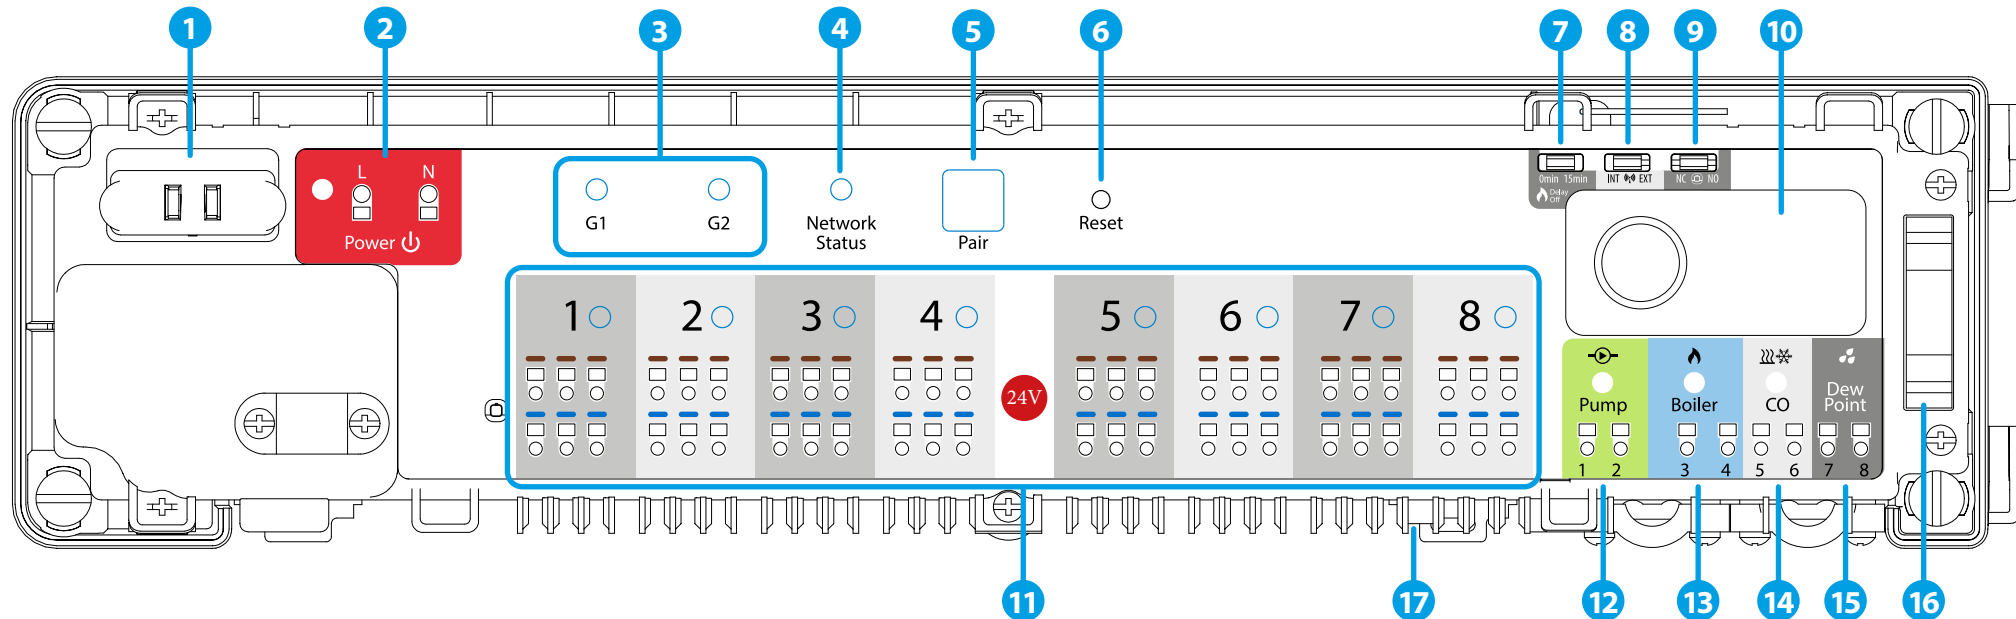 1 2 3 4 5 6 7 8 9 10
L N
Power
G1 G2
Network
Status
Pair
Reset
0min 15min
Delay
Off
INT EXT
NC NO
1 2 3 4 5 6 7 8
24V
Pump Boiler CO Dew
Point
1 2 3 4 5 6 7 8
11 17 12 13 14 15 16